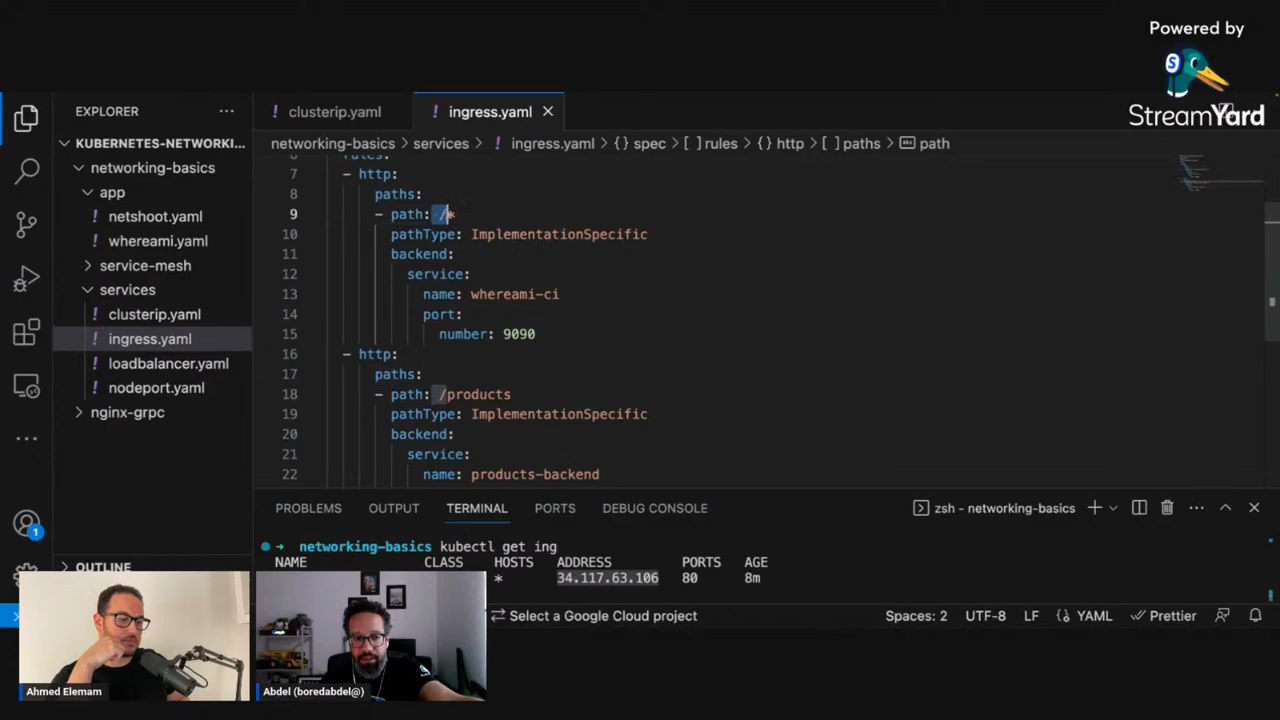 Powered by
S
StreamYard
EXPLORER
clusterip.yaml
ingress.yaml
KUBERNETES-NETWORKI...
networking-basics
app
netshoot.yaml
whereami.yaml
service-mesh
services
clusterip.yaml
ingress.yaml
loadbalancer.yaml
nodeport.yaml
nginx-grpc
OUTLINE
networking-basics > services > ! ingress.yaml > {} spec > [ ] rules > {} http > [ ] paths > abc path
6 rules:
7 - http:
8 paths:
9 - path: /*
10 pathType: ImplementationSpecific
11 backend:
12 service:
13 name: whereami-ci
14 port:
15 number: 9090
16 - http:
17 paths:
18 - path: /products
19 pathType: ImplementationSpecific
20 backend:
21 service:
22 name: products-backend
PROBLEMS OUTPUT TERMINAL PORTS DEBUG CONSOLE
zsh - networking-basics
networking-basics kubectl get ing
NAME CLASS HOSTS ADDRESS PORTS AGE
* 34.117.63.106 80 8m
1
Select a Google Cloud project
Spaces: 2 UTF-8 LF {} YAML Prettier
Ahmed Elemam
Abdel (boredabdel@)